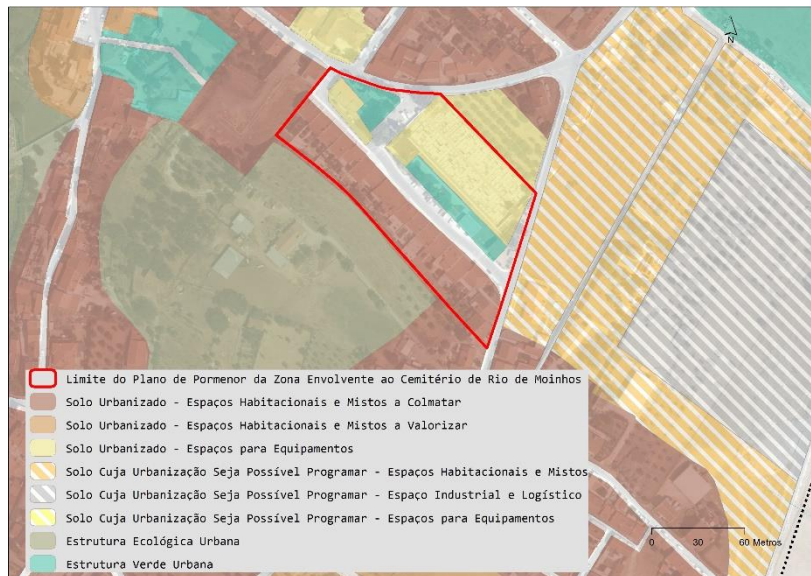 N
Limite do Plano de Pormenor da Zona Envolvente ao Cemitério de Rio de Moinhos
Solo Urbanizado - Espaços Habitacionais e Mistos a Colmatar
Solo Urbanizado - Espaços Habitacionais e Mistos a Valorizar
Solo Urbanizado - Espaços para Equipamentos
Solo Cuja Urbanização Seja Possível Programar - Espaços Habitacionais e Mistos
Solo Cuja Urbanização Seja Possível Programar - Espaço Industrial e Logístico
Solo Cuja Urbanização Seja Possível Programar - Espaços para Equipamentos
Estrutura Ecológica Urbana
Estrutura Verde Urbana
0 30 60 Metros